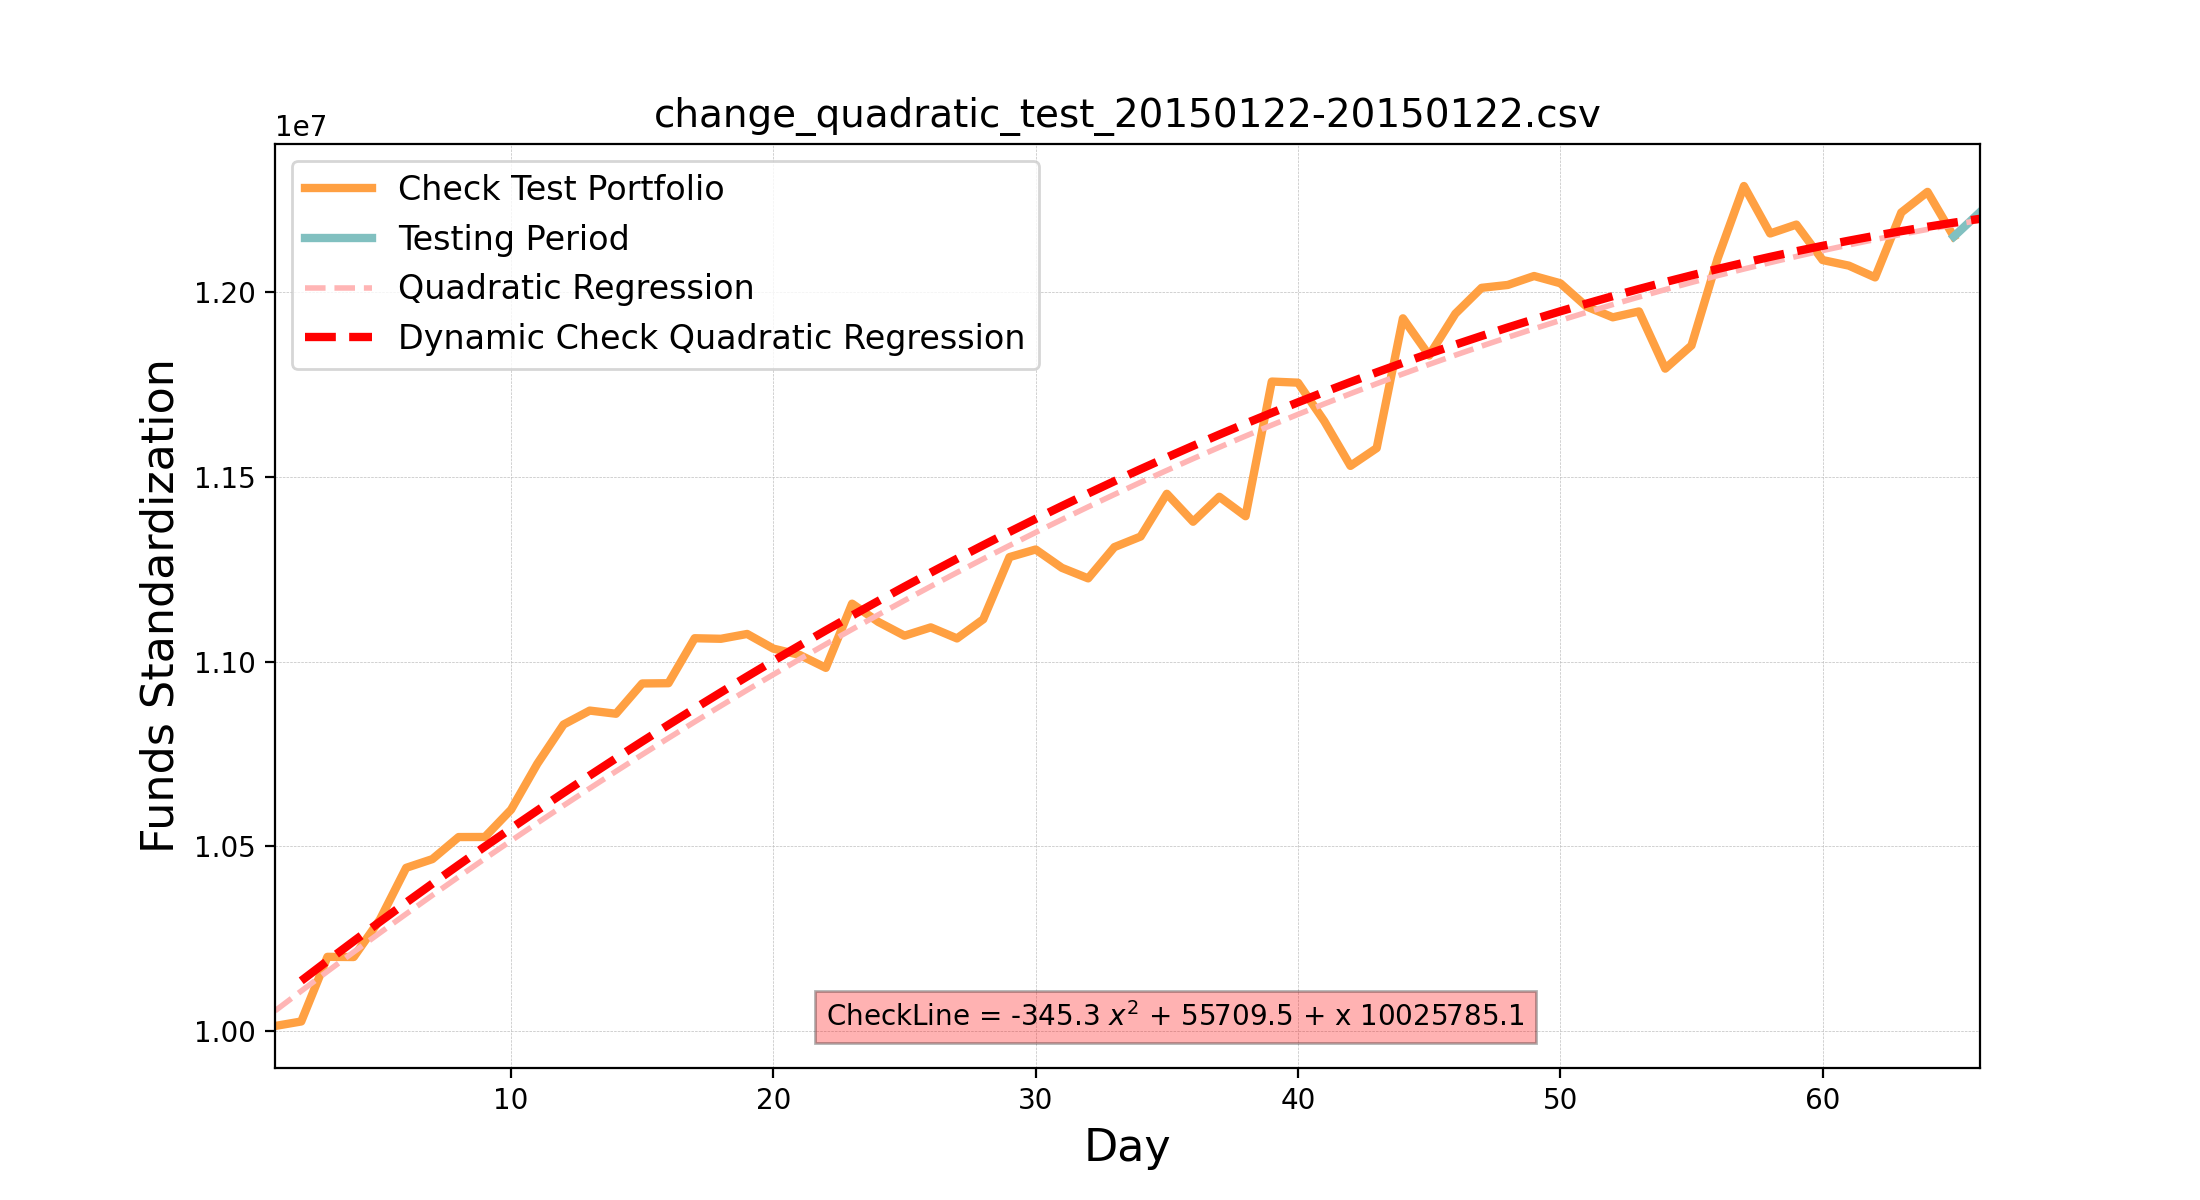 change_quadratic_test_20150122-20150122.csv
1e7
Check Test Portfolio
Testing Period
Quadratic Regression
Dynamic Check Quadratic Regression
1.20
1.15
1.10
1.05
1.00
Funds Standardization
CheckLine = -345.3 x² + 55709.5 + x 10025785.1
10 20 30 40 50 60
Day